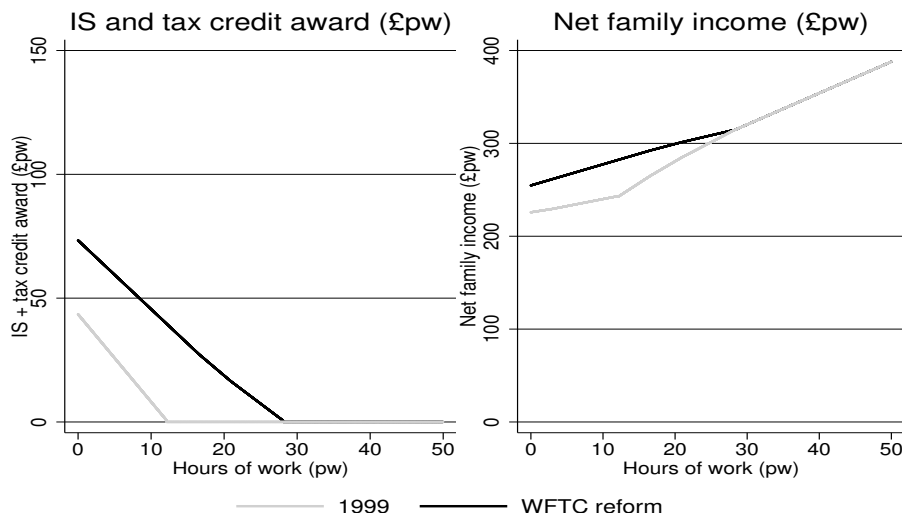 IS and tax credit award (£pw)
IS + tax credit award (£pw)
150
100
50
0
0 10 20 30 40 50
Hours of work (pw)
Net family income (£pw)
Net family income (£pw)
400
300
200
100
0
0 10 20 30 40 50
Hours of work (pw)
1999 WFTC reform